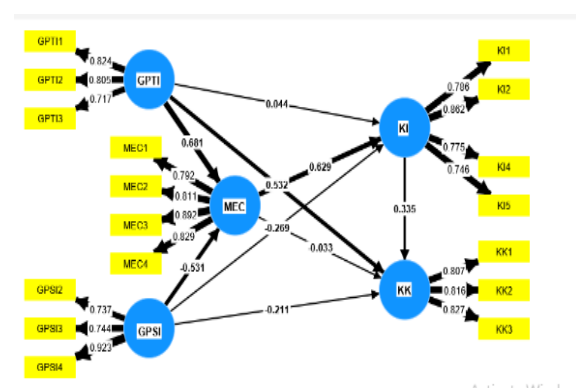 GPTI1
GPTI2
GPTI3
0.824
0.805
0.717
GPTI
0.681
0.044
0.532
MEC1
MEC2
MEC3
MEC4
0.792
0.811
0.892
0.829
MEC
0.629
-0.033
GPSI2
GPSI3
GPSI4
0.737
0.744
0.923
GPSI
-0.531
-0.269
-0.211
KI
0.335
0.786
0.862
0.775
0.746
KI1
KI2
KI4
KI5
KK
0.807
0.816
0.827
KK1
KK2
KK3